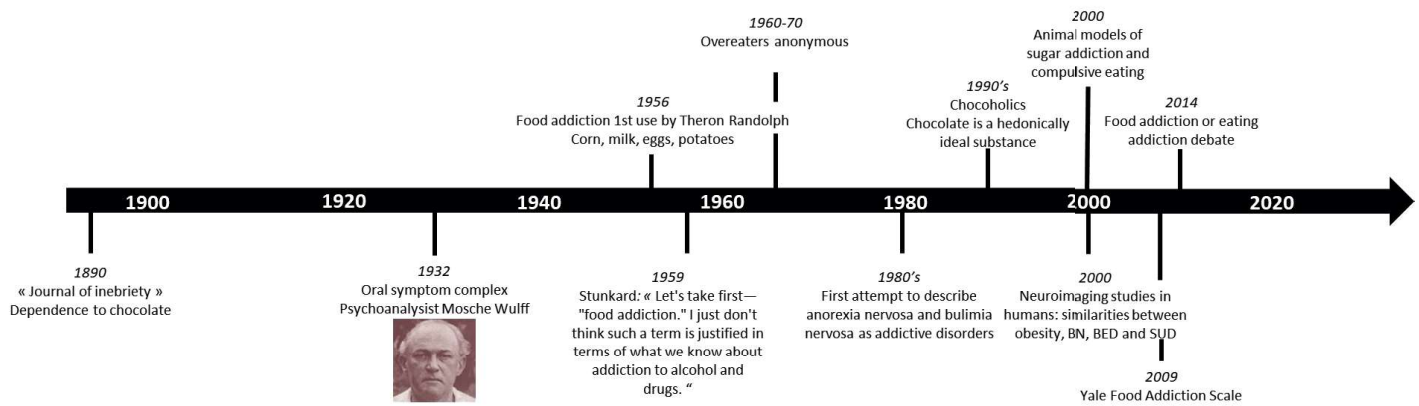 1960-70
Overeaters anonymous
2000
Animal models of
sugar addiction and
compulsive eating
1956
Food addiction 1st use by Theron Randolph
Corn, milk, eggs, potatoes
1990's
Chocoholics
Chocolate is a hedonically
ideal substance
2014
Food addiction or eating
addiction debate
1900 1920 1940 1960 1980 2000 2020
1890
« Journal of inebriety »
Dependence to chocolate
1932
Oral symptom complex
Psychoanalysist Mosche Wulff
1959
Stunkard: « Let's take first—
"food addiction." I just don't
think such a term is justified in
terms of what we know about
addiction to alcohol and
drugs. “
1980's
First attempt to describe
anorexia nervosa and bulimia
nervosa as addictive disorders
2000
Neuroimaging studies in
humans: similarities between
obesity, BN, BED and SUD
2009
Yale Food Addiction Scale